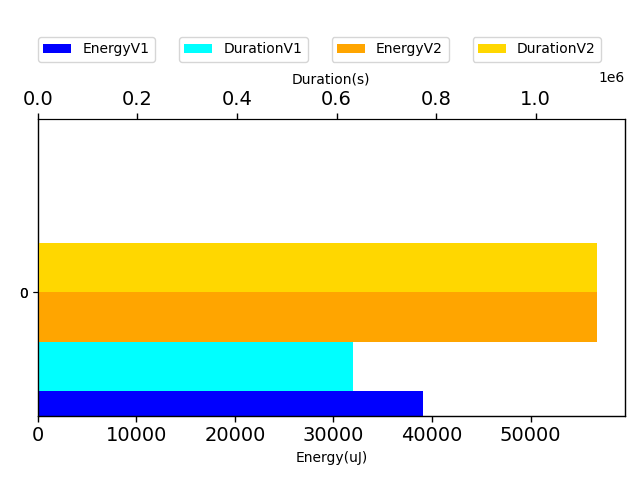 EnergyV1 DurationV1 EnergyV2 DurationV2
Duration(s)
1e6
0.0 0.2 0.4 0.6 0.8 1.0
0
0 10000 20000 30000 40000 50000
Energy(uJ)